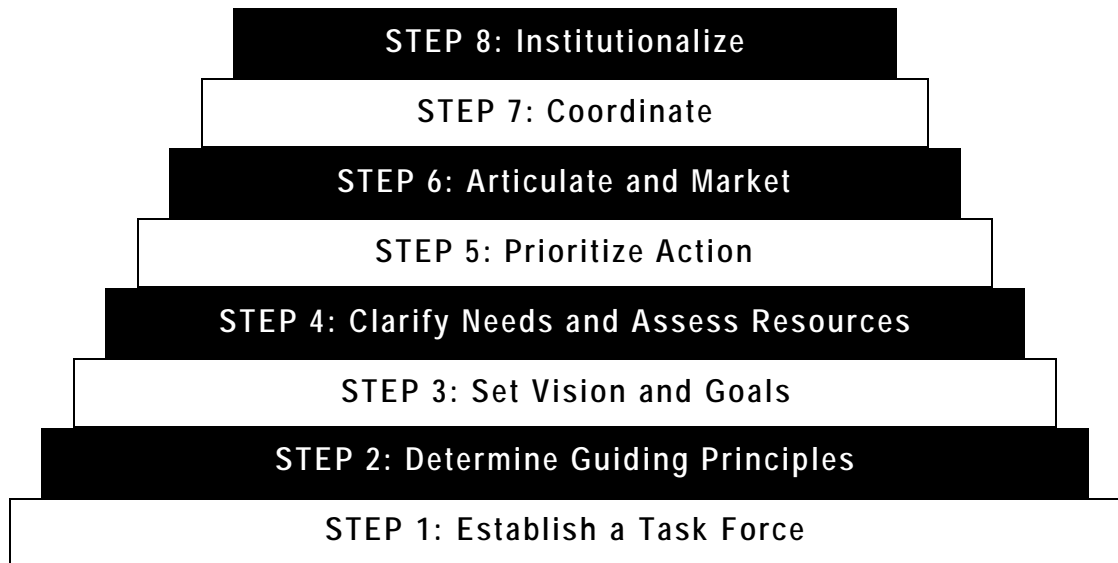 STEP 8: Institutionalize
STEP 7: Coordinate
STEP 6: Articulate and Market
STEP 5: Prioritize Action
STEP 4: Clarify Needs and Assess Resources
STEP 3: Set Vision and Goals
STEP 2: Determine Guiding Principles
STEP 1: Establish a Task Force